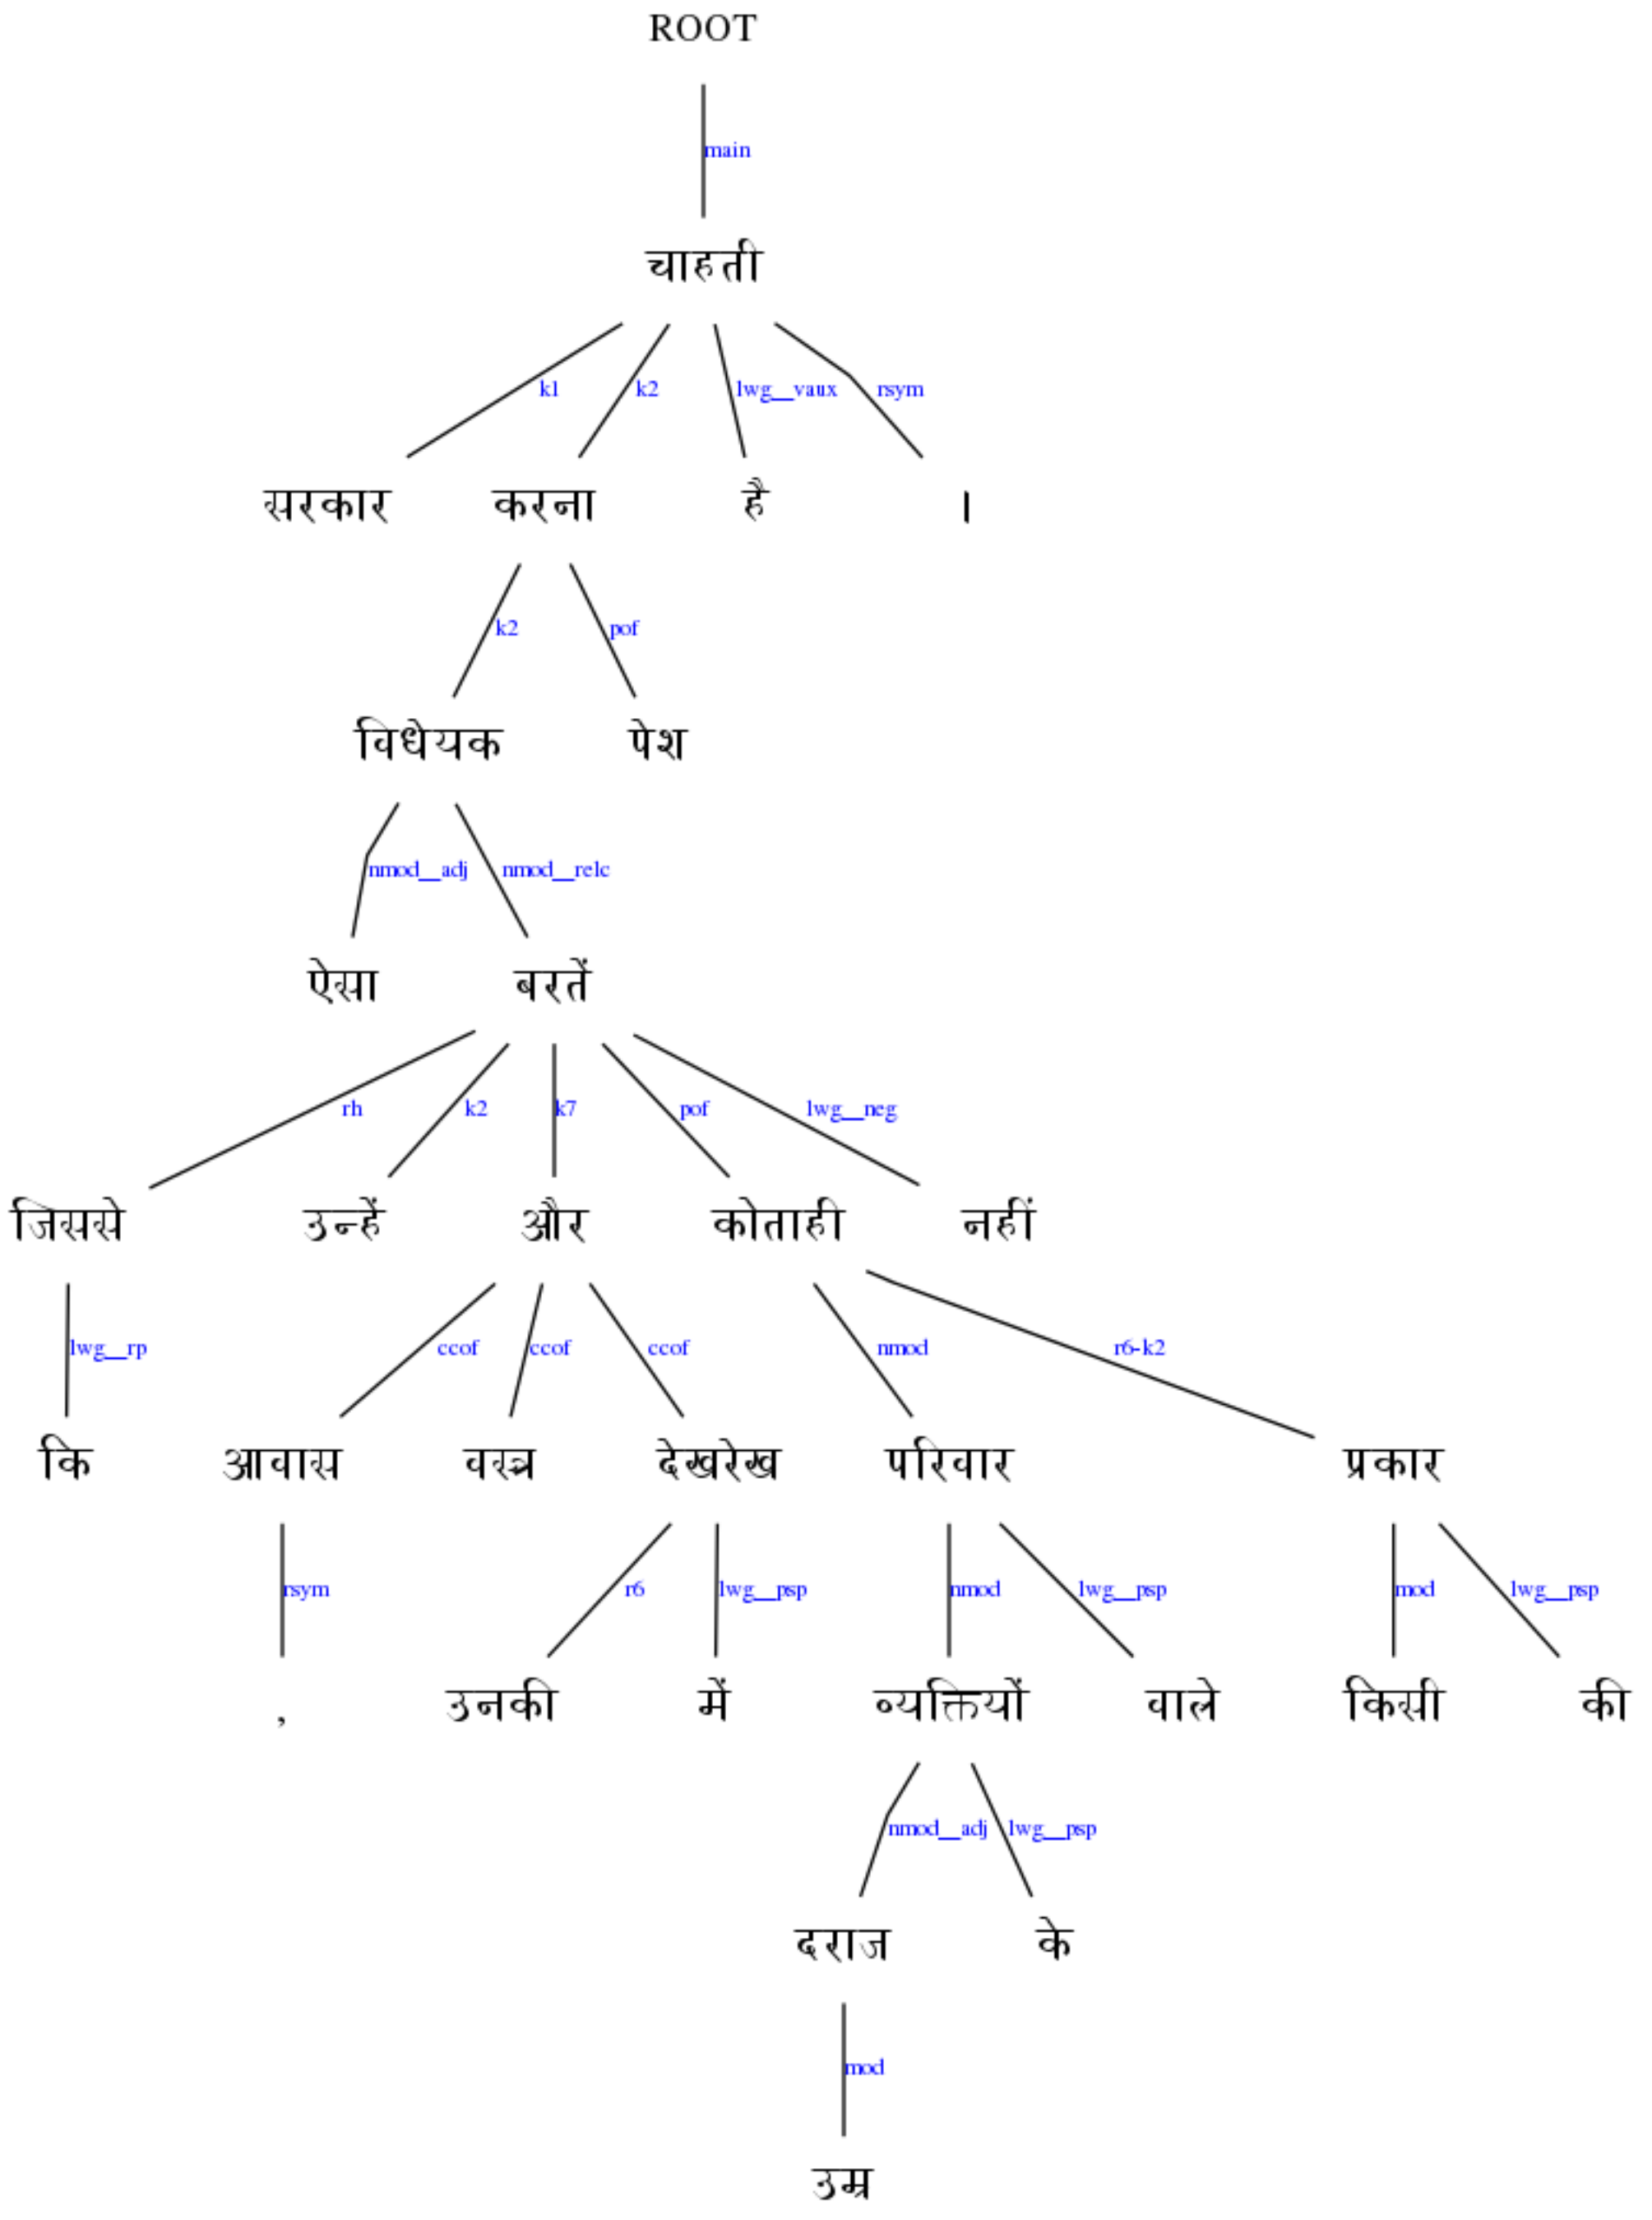 ROOT
main
चाहती
k1 k2 lwg__vaux rsym
सरकार करना है ।
k2 pof
विधेयक पेश
nmod__adj nmod__relc
ऐसा बरतें
rh k2 k7 pof lwg__neg
जिससे उन्हें और कोताही नहीं
lwg__rp ccof ccof ccof nmod r6-k2
कि आवास वस्त्र देखरेख परिवार प्रकार
rsym r6 lwg__psp nmod lwg__psp mod lwg__psp
, उनकी में व्यक्तियों वाले किसी की
nmod__adj lwg__psp
दराज के
mod
उम्र